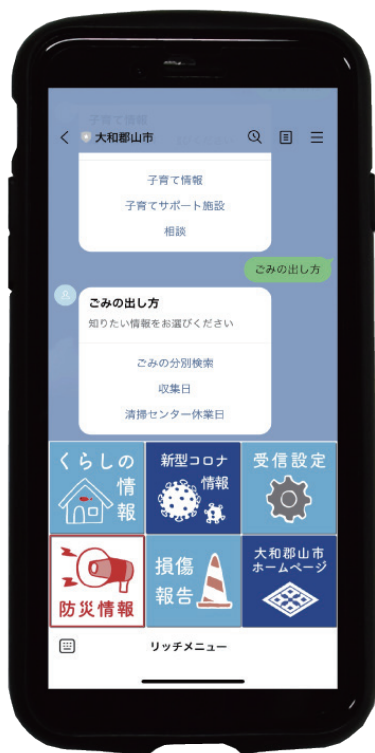 子育て情報
大和郡山市
子育て情報
子育てサポート施設
相談
ごみの出し方
ごみの出し方
知りたい情報をお選びください
ごみの分別検索
収集日
清掃センター休業日
くらしの
情報
新型コロナ
情報
受信設定
防災情報
損傷
報告
大和郡山市
ホームページ
リッチメニュー